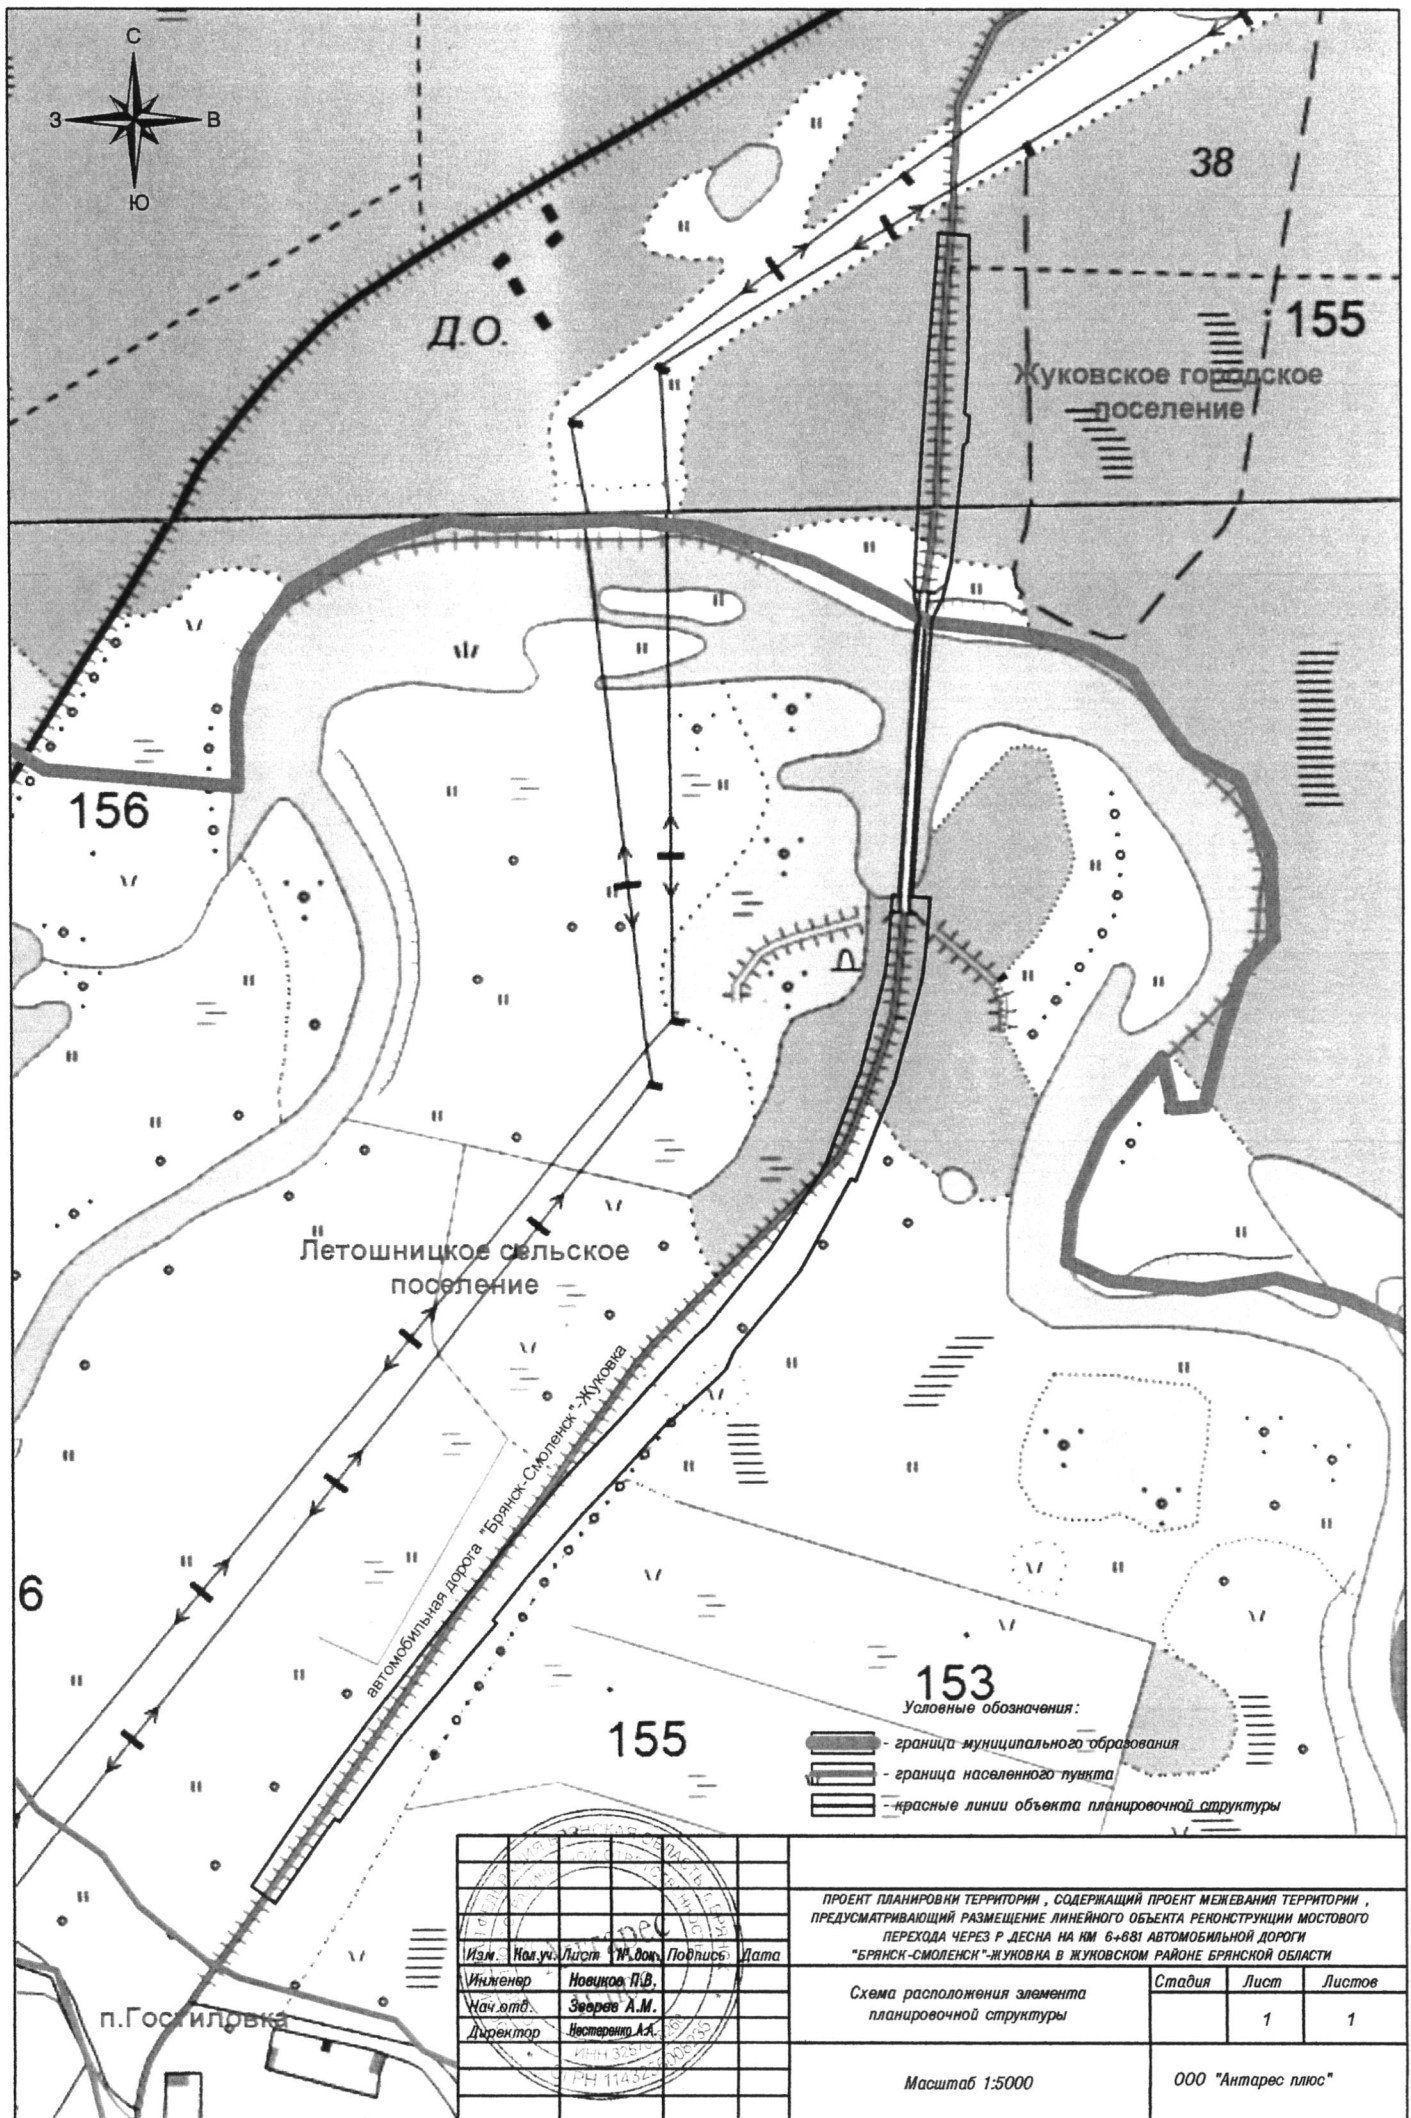 С
З
В
Ю
38
Д.О.
155
Жуковское городское
поселение
156
Р
Летошницкое сельское
поселение
автомобильная дорога "Брянск-Смоленск"-Жуковка
6
153
155
Условные обозначения:
- граница муниципального образования
- граница населенного пункта
- красные линии объекта планировочной структуры
п.Гостиловка
ПРОЕКТ ПЛАНИРОВКИ ТЕРРИТОРИИ , СОДЕРЖАЩИЙ ПРОЕКТ МЕЖЕВАНИЯ ТЕРРИТОРИИ ,
ПРЕДУСМАТРИВАЮЩИЙ РАЗМЕЩЕНИЕ ЛИНЕЙНОГО ОБЪЕКТА РЕКОНСТРУКЦИИ МОСТОВОГО
ПЕРЕХОДА ЧЕРЕЗ Р .ДЕСНА НА КМ 6+681 АВТОМОБИЛЬНОЙ ДОРОГИ
"БРЯНСК-СМОЛЕНСК"-ЖУКОВКА В ЖУКОВСКОМ РАЙОНЕ БРЯНСКОЙ ОБЛАСТИ
Изм. Кол.уч. Лист № док. Подпись Дата
Инженер Новиков П.В.
Нач.отд. Зверев А.М.
Директор Нестеренко А.А.
Схема расположения элемента
планировочной структуры
Стадия Лист Листов
1 1
Масштаб 1:5000
ООО "Антарес плюс"